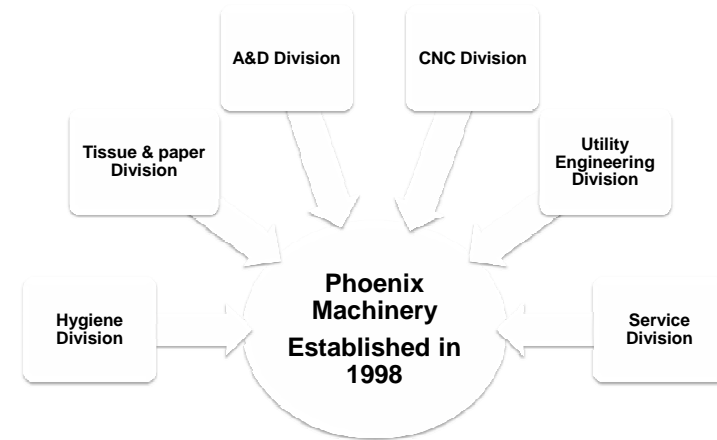 A&D Division
CNC Division
Tissue & paper
Division
Utility
Engineering
Division
Hygiene
Division
Phoenix
Machinery
Established in
1998
Service
Division